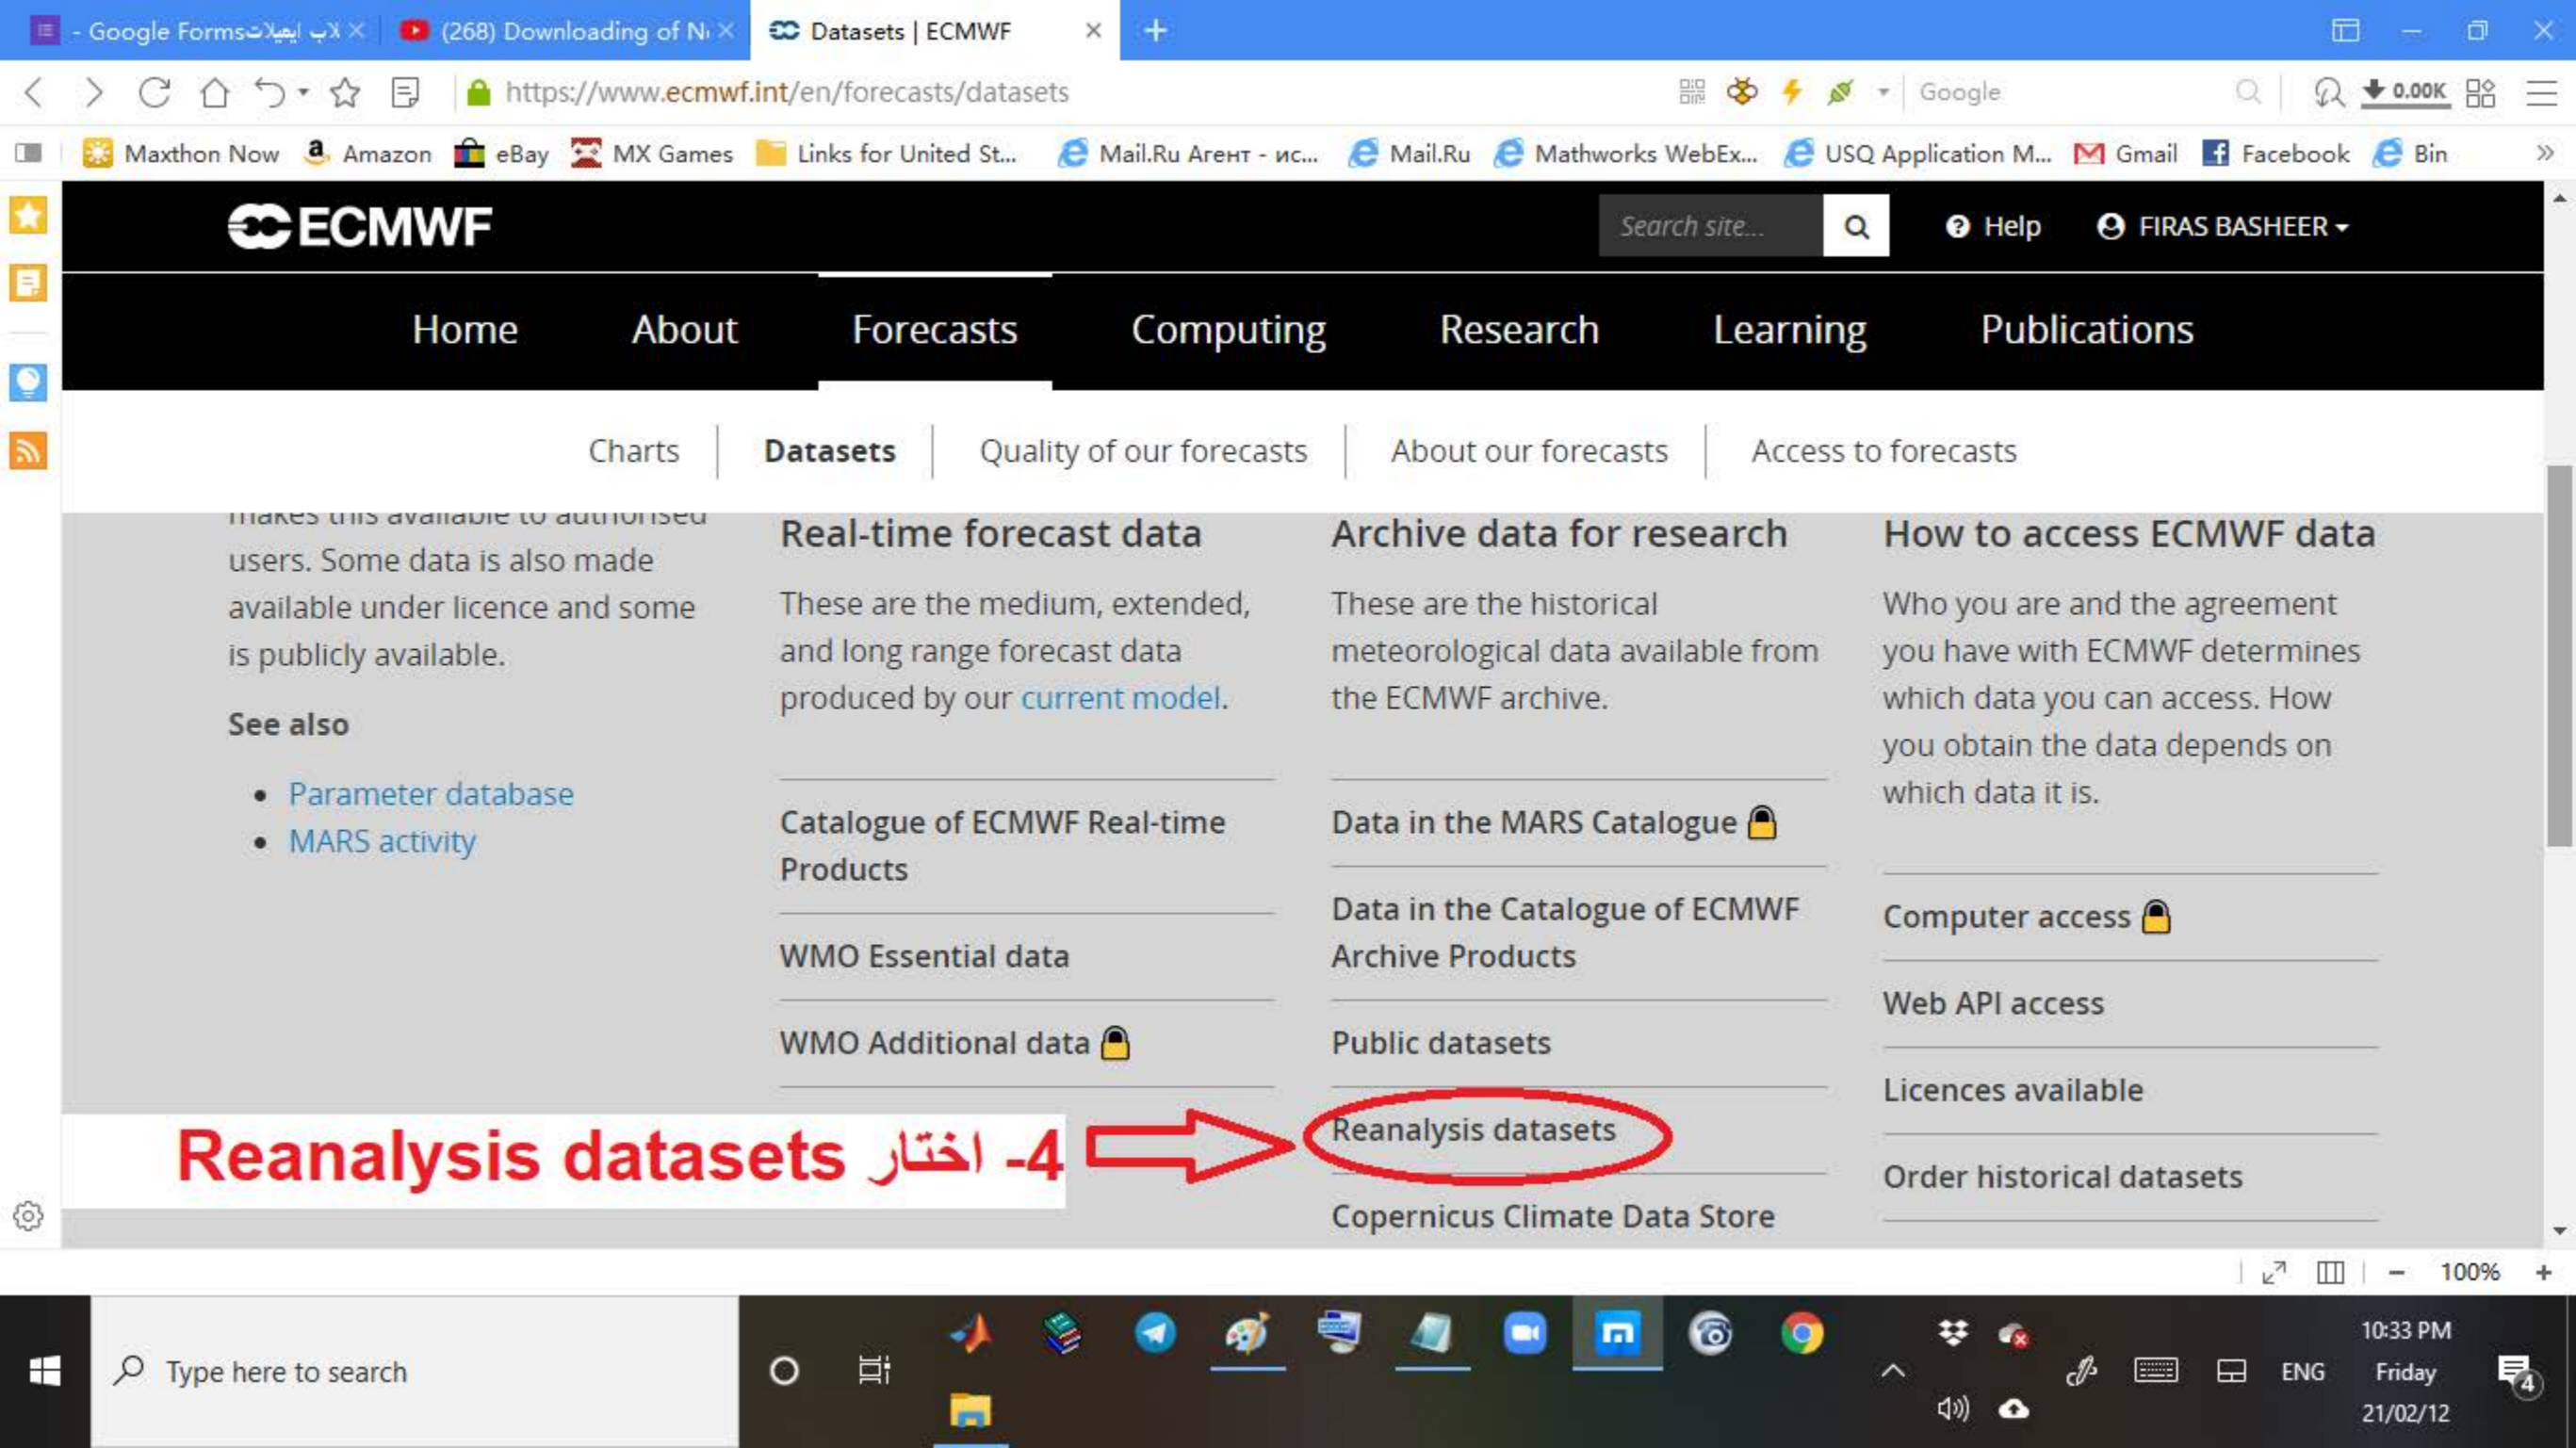 - Google Formsلاب ايميلات
(268) Downloading of N
Datasets | ECMWF
https://www.ecmwf.int/en/forecasts/datasets
Google
0.00K
Maxthon Now
Amazon
eBay
MX Games
Links for United St...
Mail.Ru Агент - ис...
Mail.Ru
Mathworks WebEx...
USQ Application M...
Gmail
Facebook
Bin
ECMWF
Search site...
Help
FIRAS BASHEER
Home
About
Forecasts
Computing
Research
Learning
Publications
Charts
Datasets
Quality of our forecasts
About our forecasts
Access to forecasts
makes this available to authorised
users. Some data is also made
available under licence and some
is publicly available.
See also
Parameter database
MARS activity
Real-time forecast data
These are the medium, extended,
and long range forecast data
produced by our current model.
Catalogue of ECMWF Real-time
Products
WMO Essential data
WMO Additional data
Archive data for research
These are the historical
meteorological data available from
the ECMWF archive.
Data in the MARS Catalogue
Data in the Catalogue of ECMWF
Archive Products
Public datasets
Reanalysis datasets
Copernicus Climate Data Store
How to access ECMWF data
Who you are and the agreement
you have with ECMWF determines
which data you can access. How
you obtain the data depends on
which data it is.
Computer access
Web API access
Licences available
Order historical datasets
4- اختار Reanalysis datasets
100%
Type here to search
ENG
10:33 PM
Friday
21/02/12
4